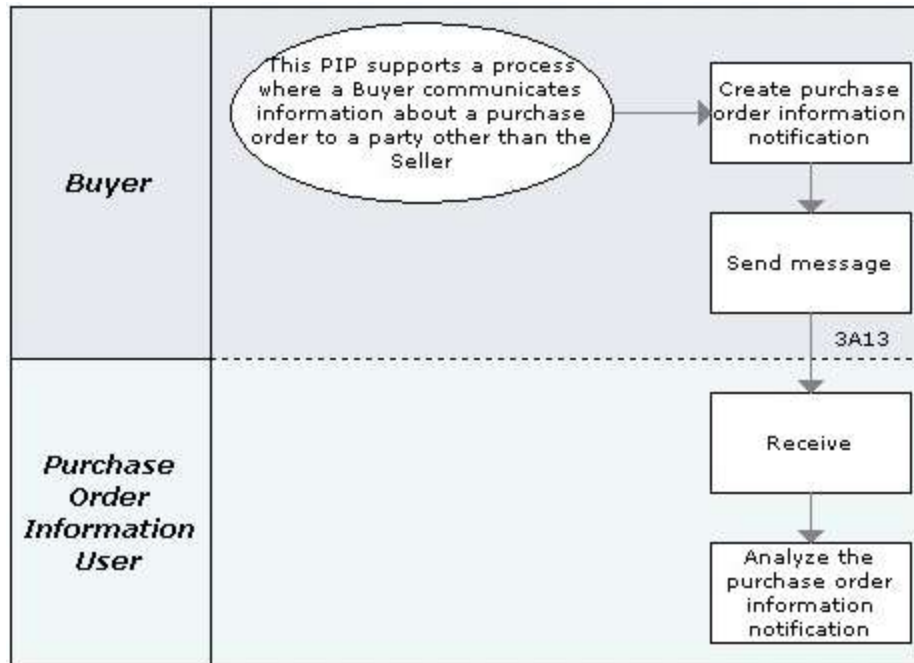 Buyer
This PIP supports a process
where a Buyer communicates
information about a purchase
order to a party other than the
Seller
Create purchase
order information
notification
Send message
3A13
Purchase
Order
Information
User
Receive
Analyze the
purchase order
information
notification